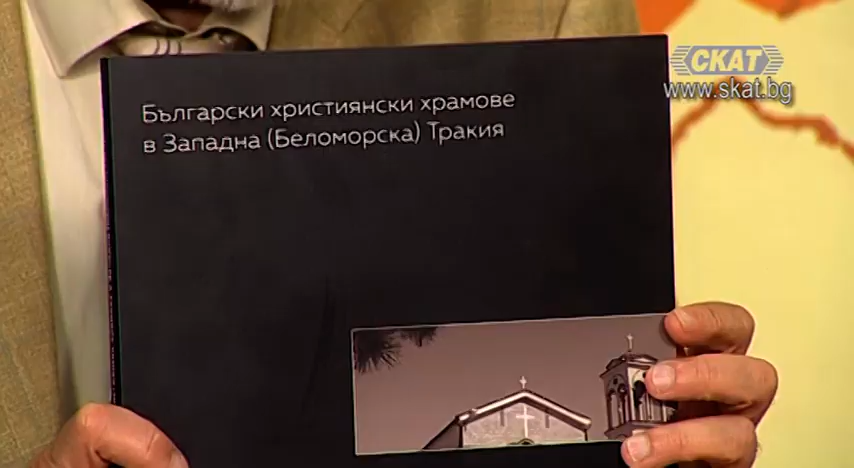 Български християнски храмове
в Западна (Беломорска) Тракия
СКАТ
www.skat.bg